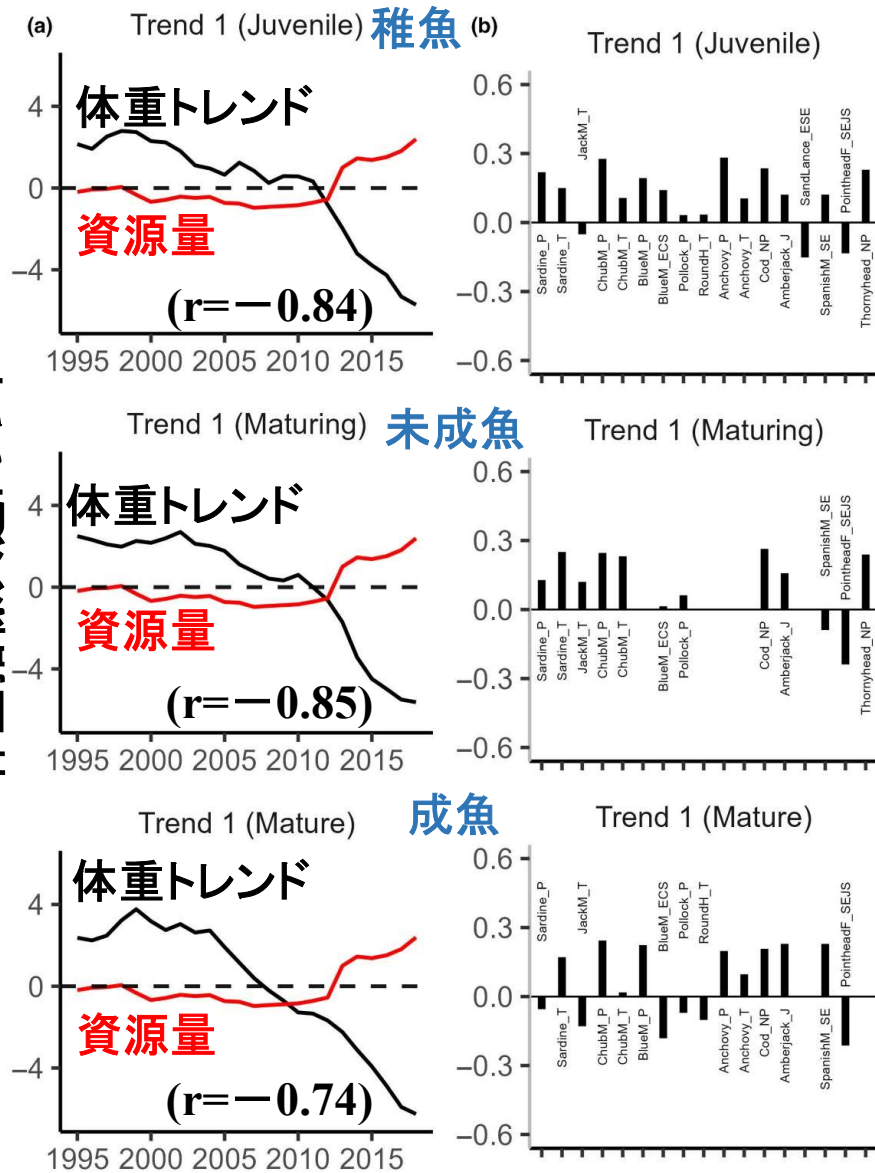 (a)
Trend 1 (Juvenile) 稚魚
4
0
−4
体重トレンド
資源量
(r=−0.84)
1995 2000 2005 2010 2015
(b)
Trend 1 (Juvenile)
0.6
0.3
0.0
−0.3
−0.6
Sardine_P
Sardine_T
JackM_T
ChubM_P
ChubM_T
BlueM_P
BlueM_ECS
Pollock_P
RoundH_T
Anchovy_P
Anchovy_T
Cod_NP
Amberjack_J
SandLance_ESE
SpanishM_SE
PointheadF_SEJS
Thornyhead_NP
Trend 1 (Maturing) 未成魚
4
0
−4
体重トレンド
資源量
(r=−0.85)
1995 2000 2005 2010 2015
Trend 1 (Maturing)
0.6
0.3
0.0
−0.3
−0.6
Sardine_P
Sardine_T
JackM_T
ChubM_P
ChubM_T
BlueM_ECS
Pollock_P
Cod_NP
Amberjack_J
SpanishM_SE
PointheadF_SEJS
Thornyhead_NP
Trend 1 (Mature)
成魚
4
0
−4
体重トレンド
資源量
(r=−0.74)
1995 2000 2005 2010 2015
Trend 1 (Mature)
0.6
0.3
0.0
−0.3
−0.6
Sardine_P
Sardine_T
JackM_T
ChubM_P
ChubM_T
BlueM_P
BlueM_ECS
Pollock_P
RoundH_T
Anchovy_P
Anchovy_T
Cod_NP
Amberjack_J
SpanishM_SE
PointheadF_SEJS